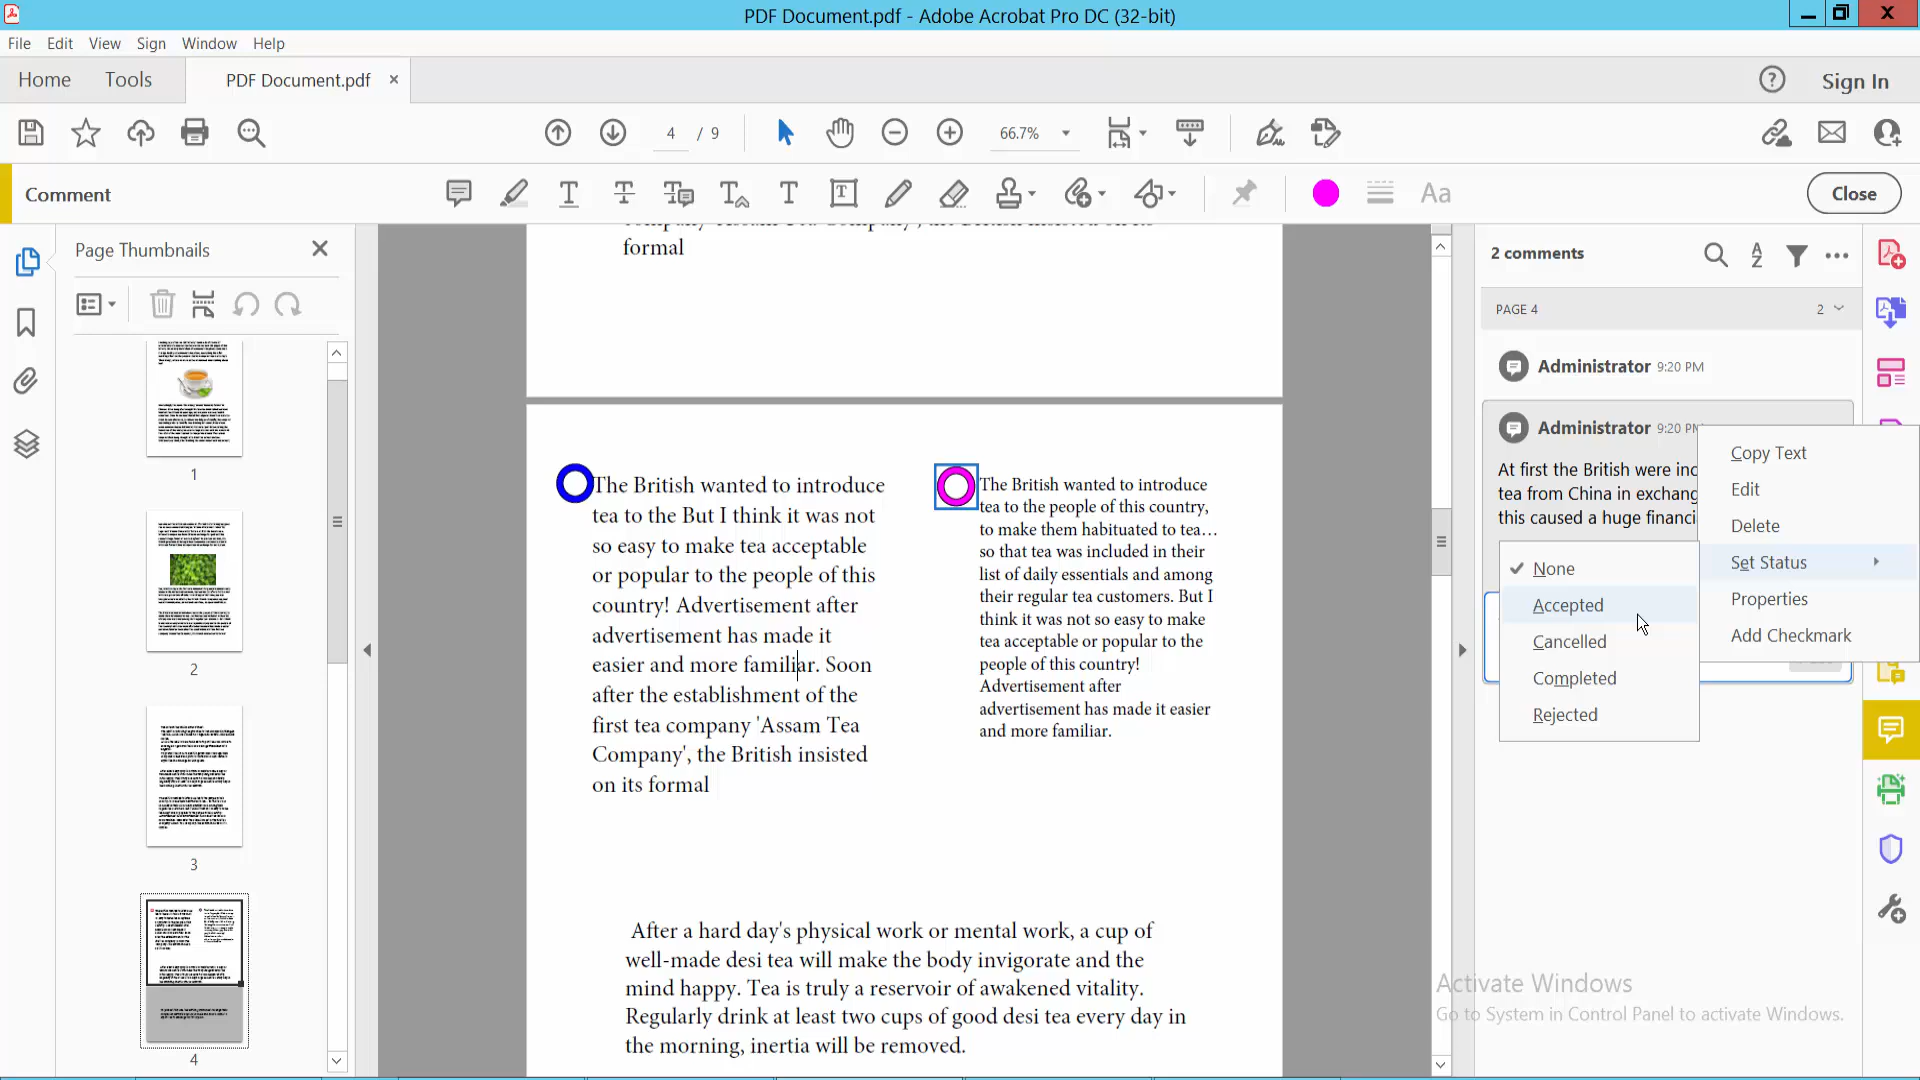 PDF Document.pdf - Adobe Acrobat Pro DC (32-bit)
File Edit View Sign Window Help
Home Tools PDF Document.pdf × Sign In
4 / 9 66.7%
Comment Aa Close
Page Thumbnails
1
2
3
4
formal
The British wanted to introduce
tea to the But I think it was not
so easy to make tea acceptable
or popular to the people of this
country! Advertisement after
advertisement has made it
easier and more familiar. Soon
after the establishment of the
first tea company 'Assam Tea
Company', the British insisted
on its formal
The British wanted to introduce
tea to the people of this country,
to make them habituated to tea…
so that tea was included in their
list of daily essentials and among
their regular tea customers. But I
think it was not so easy to make
tea acceptable or popular to the
people of this country!
Advertisement after
advertisement has made it easier
and more familiar.
After a hard day's physical work or mental work, a cup of
well-made desi tea will make the body invigorate and the
mind happy. Tea is truly a reservoir of awakened vitality.
Regularly drink at least two cups of good desi tea every day in
the morning, inertia will be removed.
2 comments
PAGE 4 2
Administrator 9:20 PM
Administrator 9:20 PM
At first the British were inc
tea from China in exchang
this caused a huge financi
Copy Text
Edit
Delete
Set Status
Properties
Add Checkmark
None
Accepted
Cancelled
Completed
Rejected
Activate Windows
Go to System in Control Panel to activate Windows.